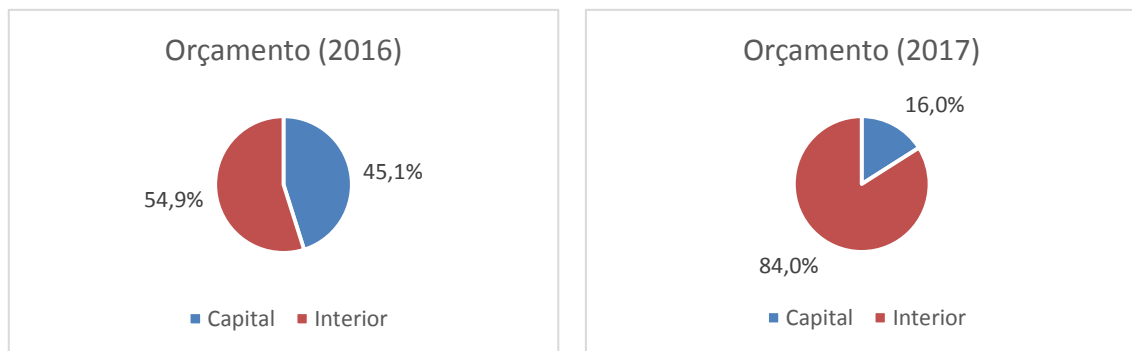 Orçamento (2016)
45,1%
54,9%
Capital Interior
Orçamento (2017)
16,0%
84,0%
Capital Interior